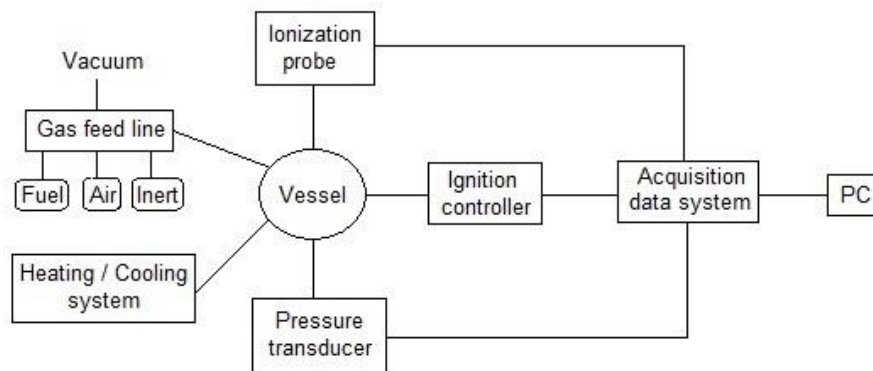 Ionization
probe
Vacuum
Gas feed line
Fuel
Air
Inert
Vessel
Ignition
controller
Acquisition
data system
PC
Heating / Cooling
system
Pressure
transducer